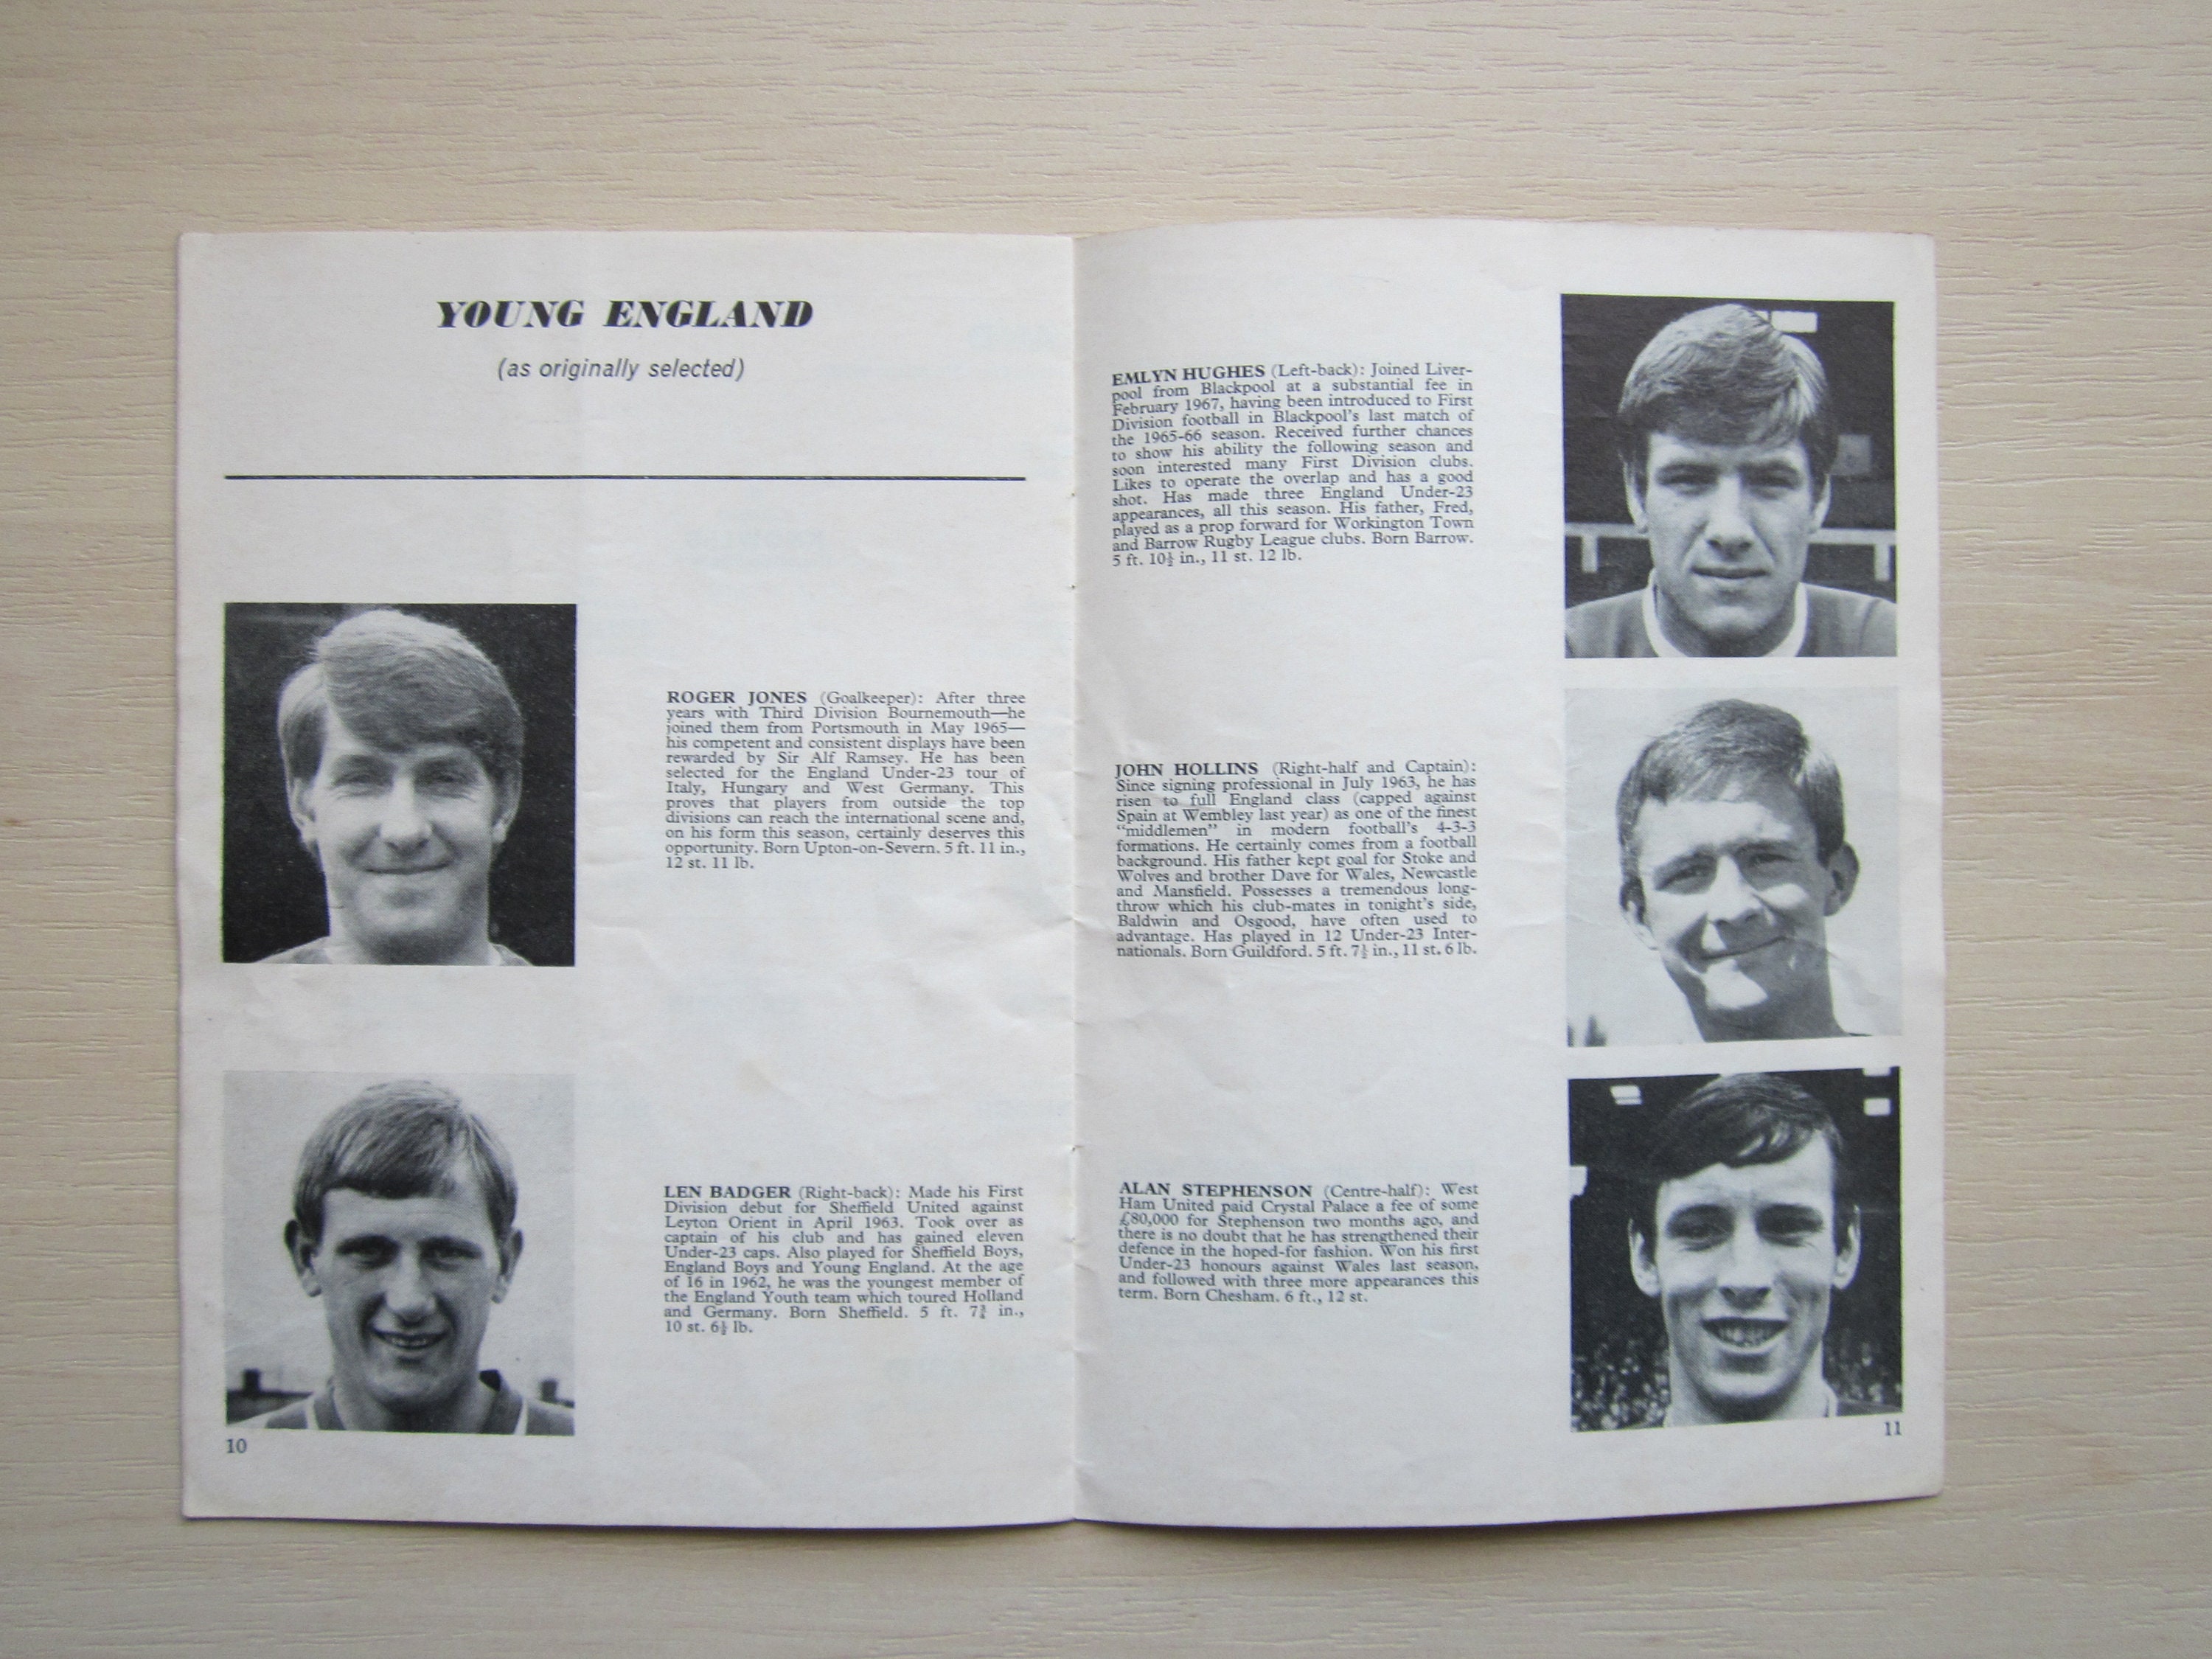 YOUNG ENGLAND
(as originally selected)
ROGER JONES (Goalkeeper): After three
years with Third Division Bournemouth—he
joined them from Portsmouth in May 1965—
his competent and consistent displays have been
rewarded by Sir Alf Ramsey. He has been
selected for the England Under-23 tour of
Italy, Hungary and West Germany. This
proves that players from outside the top
divisions can reach the international scene and,
on his form this season, certainly deserves this
opportunity. Born Upton-on-Severn. 5 ft. 11 in.,
12 st. 11 lb.
LEN BADGER (Right-back): Made his First
Division debut for Sheffield United against
Leyton Orient in April 1963. Took over as
captain of his club and has gained eleven
Under-23 caps. Also played for Sheffield Boys,
England Boys and Young England. At the age
of 16 in 1962, he was the youngest member of
the England Youth team which toured Holland
and Germany. Born Sheffield. 5 ft. 7¾ in.,
10 st. 6½ lb.
10
EMLYN HUGHES (Left-back): Joined Liver-
pool from Blackpool at a substantial fee in
February 1967, having been introduced to First
Division football in Blackpool's last match of
the 1965-66 season. Received further chances
to show his ability the following season and
soon interested many First Division clubs.
Likes to operate the overlap and has a good
shot. Has made three England Under-23
appearances, all this season. His father, Fred,
played as a prop forward for Workington Town
and Barrow Rugby League clubs. Born Barrow.
5 ft. 10½ in., 11 st. 12 lb.
JOHN HOLLINS (Right-half and Captain):
Since signing professional in July 1963, he has
risen to full England class (capped against
Spain at Wembley last year) as one of the finest
"middlemen" in modern football's 4-3-3
formations. He certainly comes from a football
background. His father kept goal for Stoke and
Wolves and brother Dave for Wales, Newcastle
and Mansfield. Possesses a tremendous long-
throw which his club-mates in tonight's side,
Baldwin and Osgood, have often used to
advantage. Has played in 12 Under-23 Inter-
nationals. Born Guildford. 5 ft. 7½ in., 11 st. 6 lb.
ALAN STEPHENSON (Centre-half): West
Ham United paid Crystal Palace a fee of some
£80,000 for Stephenson two months ago, and
there is no doubt that he has strengthened their
defence in the hoped-for fashion. Won his first
Under-23 honours against Wales last season,
and followed with three more appearances this
term. Born Chesham. 6 ft., 12 st.
11